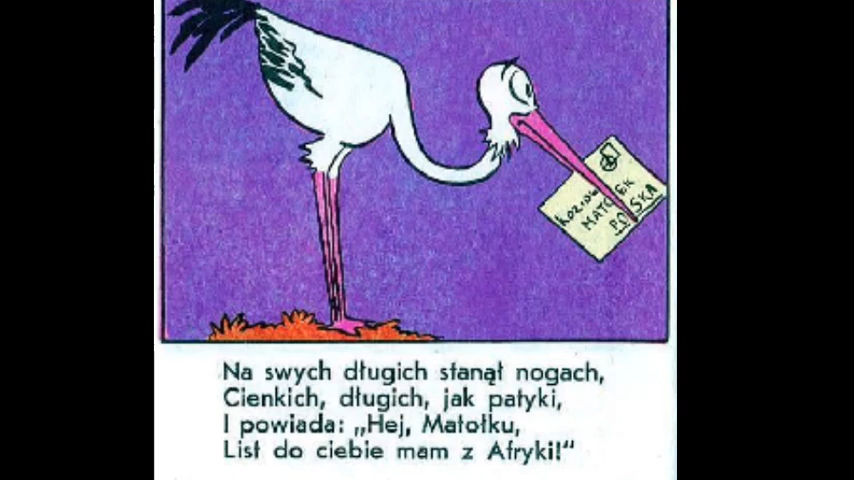 KOZIOŁ
MATOŁEK
POLSKA
Na swych długich stanął nogach,
Cienkich, długich, jak patyki,
I powiada: „Hej, Matołku,
List do ciebie mam z Afryki!"